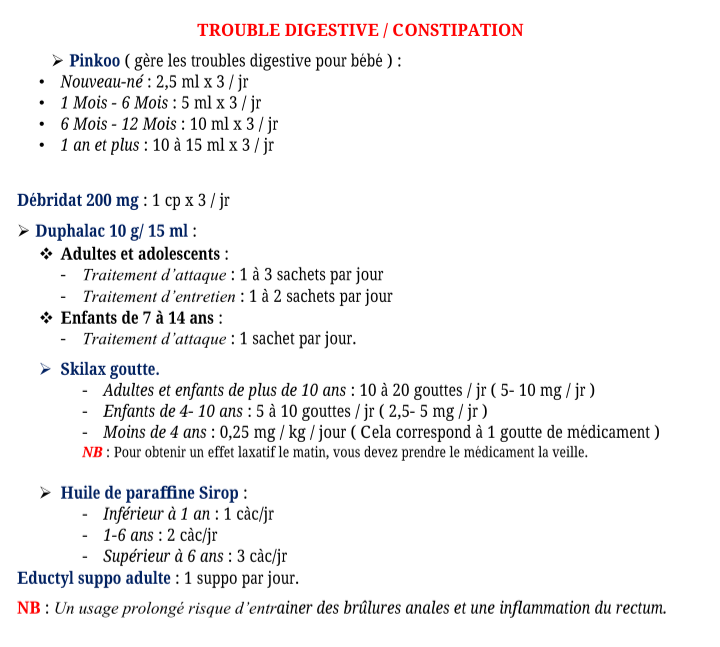 TROUBLE DIGESTIVE / CONSTIPATION
➢ Pinkoo ( gère les troubles digestive pour bébé ) :
• Nouveau-né : 2,5 ml x 3 / jr
• 1 Mois - 6 Mois : 5 ml x 3 / jr
• 6 Mois - 12 Mois : 10 ml x 3 / jr
• 1 an et plus : 10 à 15 ml x 3 / jr
Débridat 200 mg : 1 cp x 3 / jr
➢ Duphalac 10 g/ 15 ml :
❖ Adultes et adolescents :
- Traitement d’attaque : 1 à 3 sachets par jour
- Traitement d’entretien : 1 à 2 sachets par jour
❖ Enfants de 7 à 14 ans :
- Traitement d’attaque : 1 sachet par jour.
➢ Skilax goutte.
- Adultes et enfants de plus de 10 ans : 10 à 20 gouttes / jr ( 5- 10 mg / jr )
- Enfants de 4- 10 ans : 5 à 10 gouttes / jr ( 2,5- 5 mg / jr )
- Moins de 4 ans : 0,25 mg / kg / jour ( Cela correspond à 1 goutte de médicament )
NB : Pour obtenir un effet laxatif le matin, vous devez prendre le médicament la veille.
➢ Huile de paraffine Sirop :
- Inférieur à 1 an : 1 càc/jr
- 1-6 ans : 2 càc/jr
- Supérieur à 6 ans : 3 càc/jr
Eductyl suppo adulte : 1 suppo par jour.
NB : Un usage prolongé risque d’entrainer des brûlures anales et une inflammation du rectum.